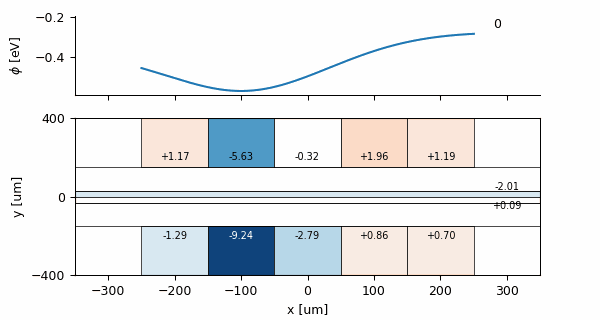 −0.2
0
−0.4
ϕ [eV]
400
+1.17 -5.63 -0.32 +1.96 +1.19
-2.01
0
+0.09
y [um]
-1.29 -9.24 -2.79 +0.86 +0.70
−400
−300 −200 −100 0 100 200 300
x [um]